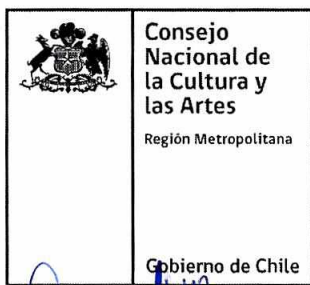 Consejo
Nacional de
la Cultura y
las Artes
Región Metropolitana
Gobierno de Chile